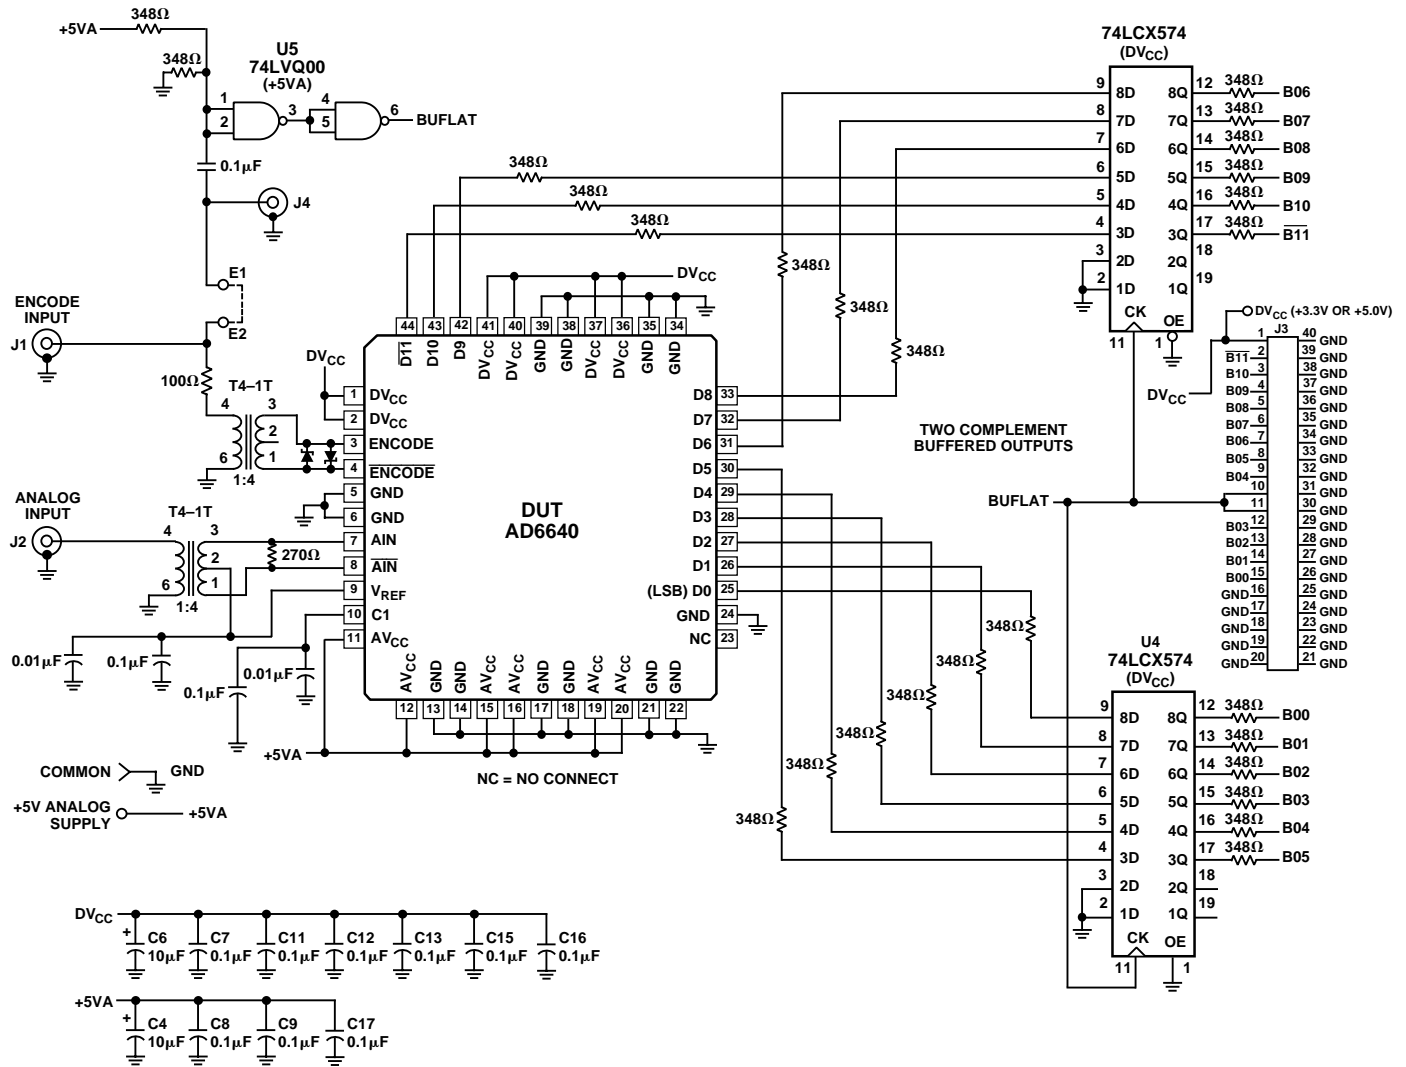 348Ω
+5VA
348Ω
U5
74LVQ00
(+5VA)
1
2
3
4
5
6
BUFLAT
0.1µF
J4
E1
E2
ENCODE
INPUT
J1
100Ω
T4–1T
4
3
2
6
1
1:4
ANALOG
INPUT
J2
T4–1T
4
3
2
6
1
1:4
270Ω
0.01µF
0.1µF
0.1µF
0.01µF
+5VA
COMMON
GND
+5V ANALOG
SUPPLY
+5VA
NC = NO CONNECT
348Ω
348Ω
348Ω
DVCC
44
43
42
41
40
39
38
37
36
35
34
D11
D10
D9
DVCC
DVCC
GND
GND
DVCC
DVCC
GND
GND
DVCC
1 DVCC
2 DVCC
3 ENCODE
4 ENCODE
5 GND
6 GND
7 AIN
8 AIN
9 VREF
10 C1
11 AVCC
DUT
AD6640
D8 33
D7 32
D6 31
D5 30
D4 29
D3 28
D2 27
D1 26
(LSB) D0 25
GND 24
NC 23
AVCC
GND
GND
AVCC
AVCC
GND
GND
AVCC
AVCC
GND
GND
12
13
14
15
16
17
18
19
20
21
22
348Ω
348Ω
348Ω
348Ω
348Ω
348Ω
348Ω
348Ω
348Ω
TWO COMPLEMENT
BUFFERED OUTPUTS
BUFLAT
74LCX574
(DVCC)
9 8D 8Q 12 348Ω B06
8 7D 7Q 13 348Ω B07
7 6D 6Q 14 348Ω B08
6 5D 5Q 15 348Ω B09
5 4D 4Q 16 348Ω B10
4 3D 3Q 17 348Ω B11
3 2D 2Q 18
2 1D 1Q 19
CK OE
11 1
DVCC (+3.3V OR +5.0V)
J3
DVCC
1 40 GND
B11 2 39 GND
B10 3 38 GND
B09 4 37 GND
B08 5 36 GND
B07 6 35 GND
B06 7 34 GND
B05 8 33 GND
B04 9 32 GND
10 31 GND
11 30 GND
B03 12 29 GND
B02 13 28 GND
B01 14 27 GND
B00 15 26 GND
GND 16 25 GND
GND 17 24 GND
GND 18 23 GND
GND 19 22 GND
GND 20 21 GND
U4
74LCX574
(DVCC)
9 8D 8Q 12 348Ω B00
8 7D 7Q 13 348Ω B01
7 6D 6Q 14 348Ω B02
6 5D 5Q 15 348Ω B03
5 4D 4Q 16 348Ω B04
4 3D 3Q 17 348Ω B05
3 2D 2Q 18
2 1D 1Q 19
CK OE
11 1
DVCC
+ C6 10µF
C7 0.1µF
C11 0.1µF
C12 0.1µF
C13 0.1µF
C15 0.1µF
C16 0.1µF
+5VA
+ C4 10µF
C8 0.1µF
C9 0.1µF
C17 0.1µF